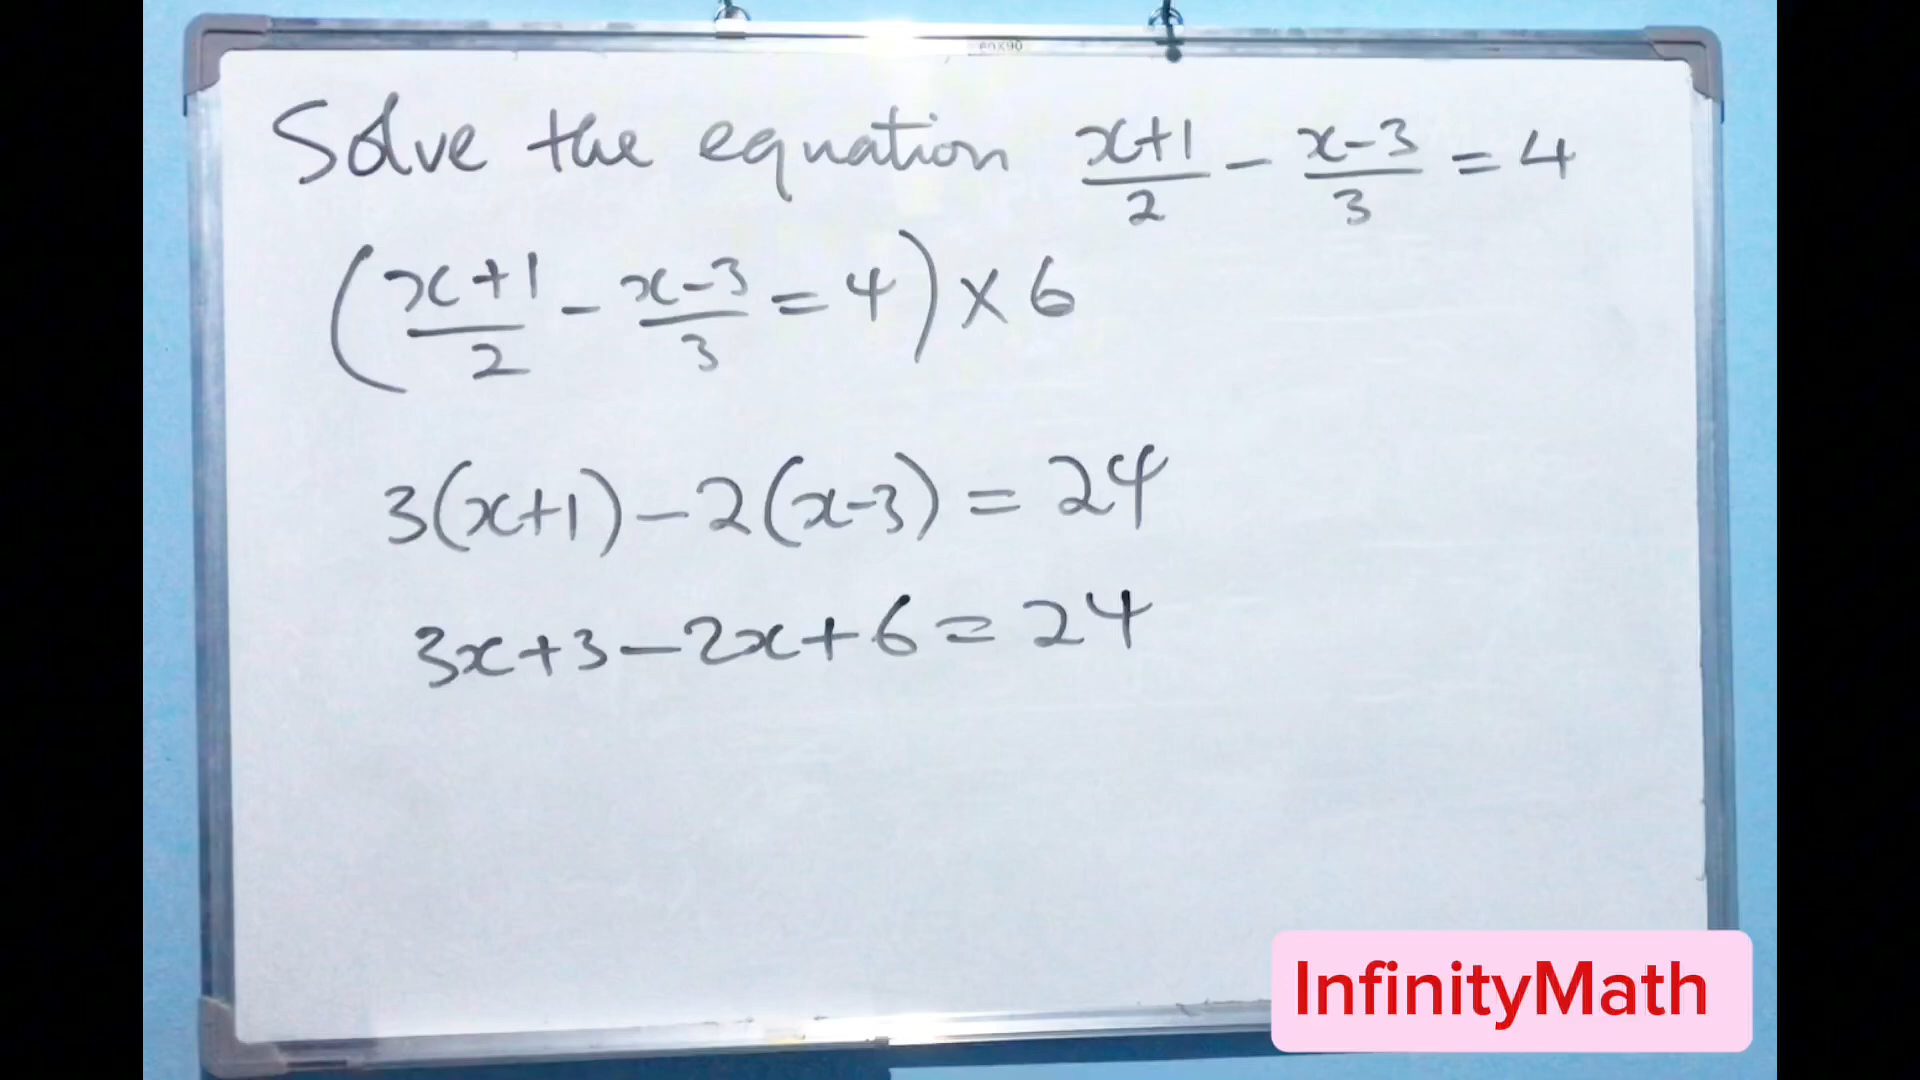 60X90
Solve the equation (x+1)/2 - (x-3)/3 = 4
((x+1)/2 - (x-3)/3 = 4) × 6
3(x+1) - 2(x-3) = 24
3x+3-2x+6=24
InfinityMath